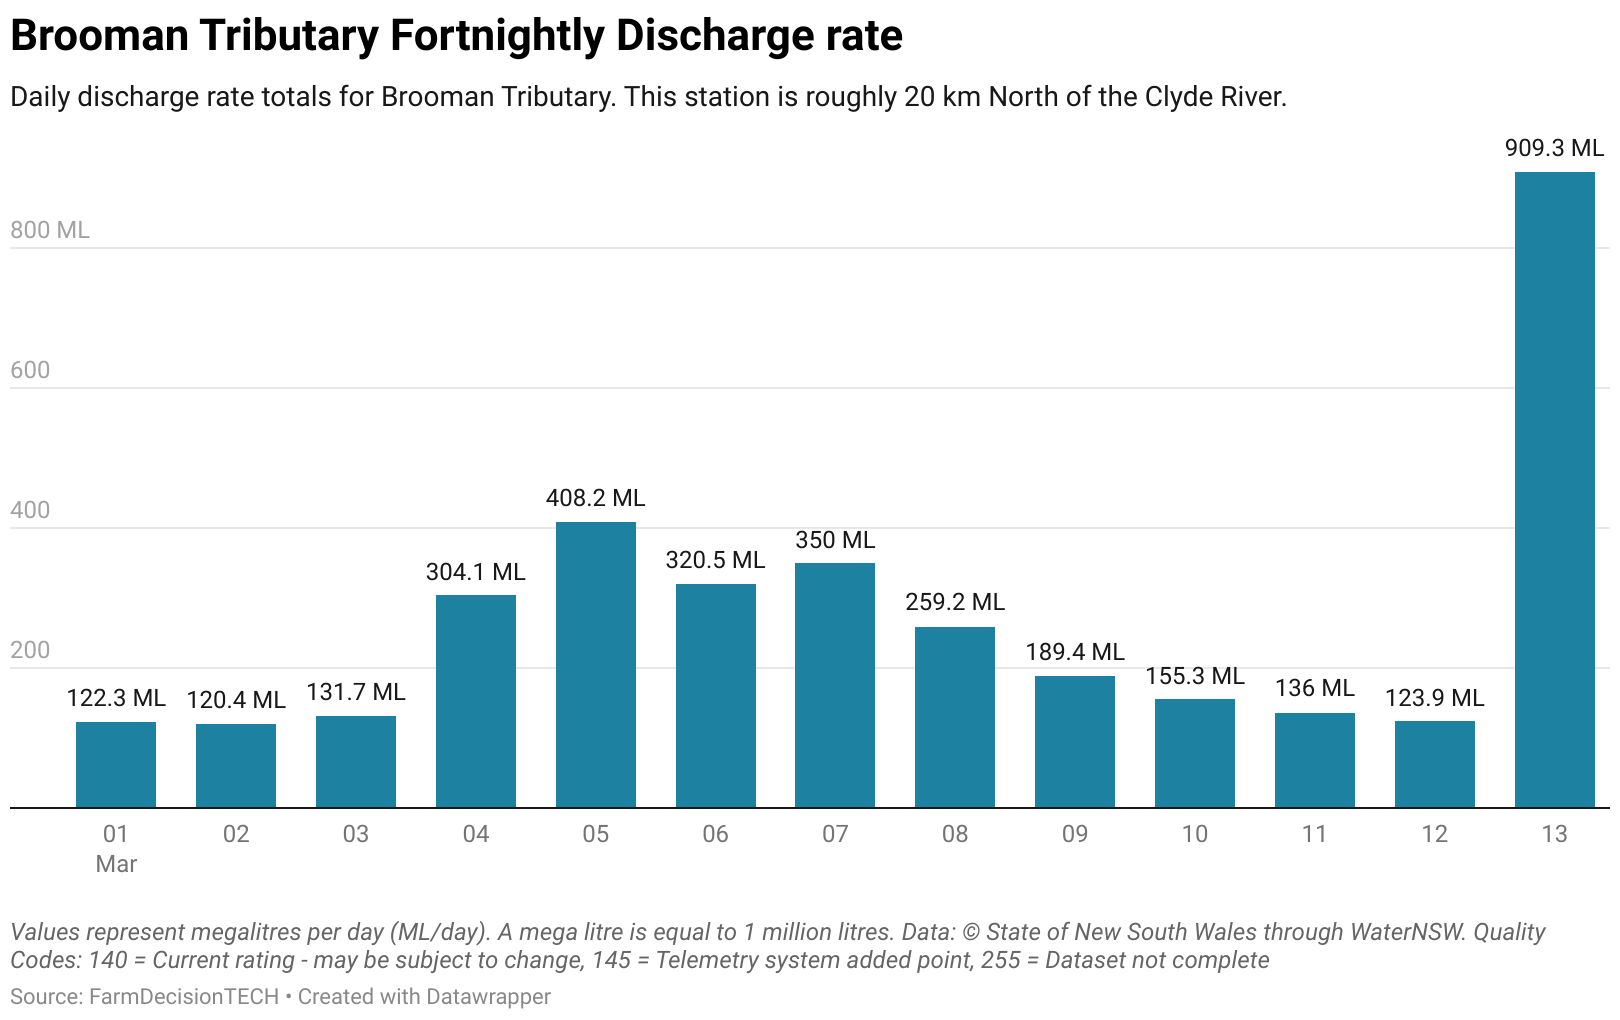 Brooman Tributary Fortnightly Discharge rate
Daily discharge rate totals for Brooman Tributary. This station is roughly 20 km North of the Clyde River.
909.3 ML
800 ML
600
400
408.2 ML
350 ML
320.5 ML
304.1 ML
259.2 ML
200
189.4 ML
155.3 ML
136 ML
131.7 ML
122.3 ML
120.4 ML
123.9 ML
01 02 03 04 05 06 07 08 09 10 11 12 13
Mar
Values represent megalitres per day (ML/day). A mega litre is equal to 1 million litres. Data: © State of New South Wales through WaterNSW. Quality
Codes: 140 = Current rating - may be subject to change, 145 = Telemetry system added point, 255 = Dataset not complete
Source: FarmDecisionTECH • Created with Datawrapper